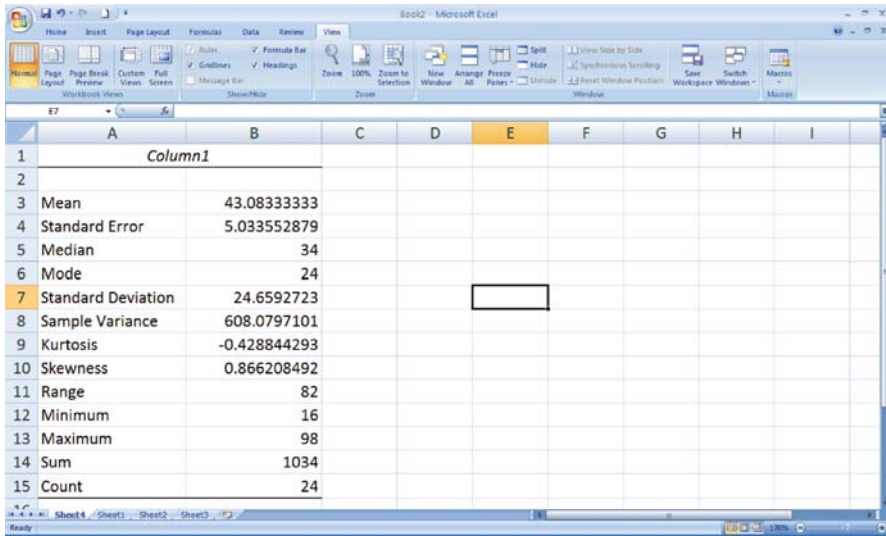 Book2 - Microsoft Excel
Home Insert Page Layout Formulas Data Review View
Normal Page Layout Page Break Preview Custom Views Full Screen
Workbook Views
Ruler Formula Bar
Gridlines Headings
Message Bar
Show/Hide
Zoom 100% Zoom to Selection
Zoom
New Window Arrange All Freeze Panes Split
Hide
Unhide
View Side by Side
Synchronous Scrolling
Reset Window Position
Window
Save Workspace Switch Windows
Macros
Macros
E7 fx
A B C D E F G H I
1 Column1
2
3 Mean 43.08333333
4 Standard Error 5.033552879
5 Median 34
6 Mode 24
7 Standard Deviation 24.6592723
8 Sample Variance 608.0797101
9 Kurtosis -0.428844293
10 Skewness 0.866208492
11 Range 82
12 Minimum 16
13 Maximum 98
14 Sum 1034
15 Count 24
16
Sheet4 Sheet1 Sheet2 Sheet3
Ready 170%